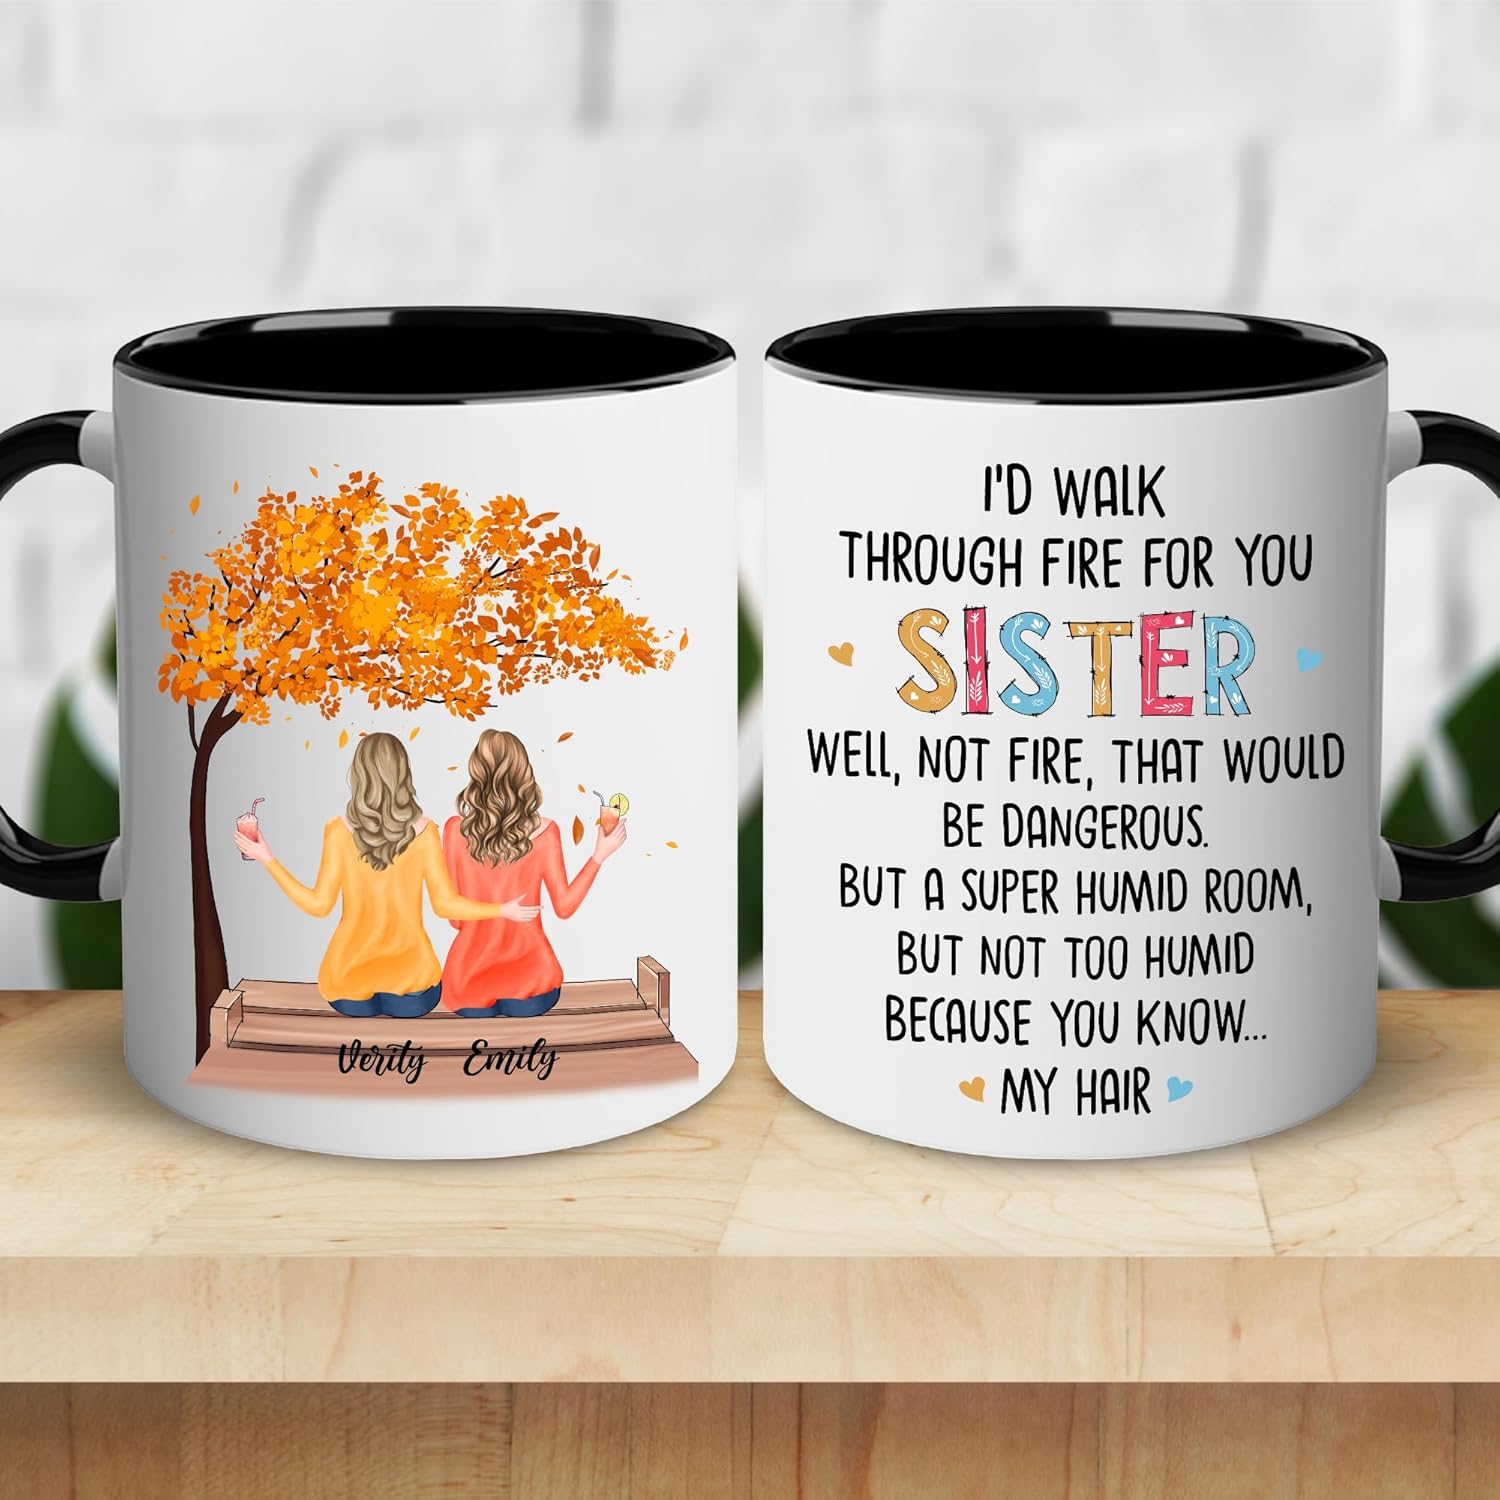 Verity Emily
I'D WALK
THROUGH FIRE FOR YOU
SISTER
WELL, NOT FIRE, THAT WOULD
BE DANGEROUS.
BUT A SUPER HUMID ROOM,
BUT NOT TOO HUMID
BECAUSE YOU KNOW...
MY HAIR